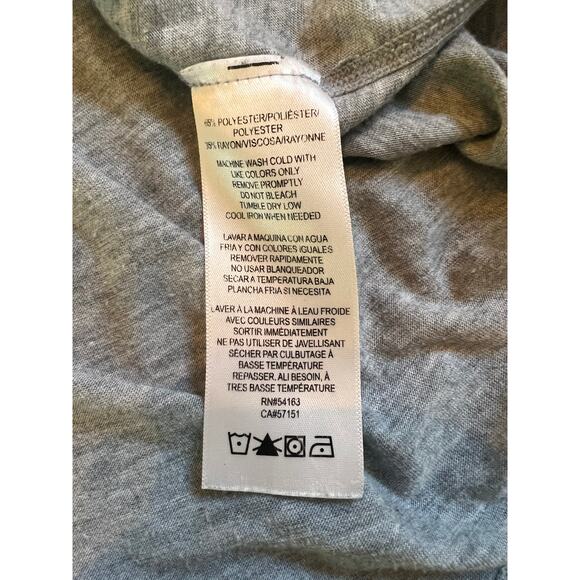 65% POLYESTER/POLIÉSTER/
POLYESTER
35% RAYON/VISCOSA/RAYONNE
MACHINE WASH COLD WITH
LIKE COLORS ONLY
REMOVE PROMPTLY
DO NOT BLEACH
TUMBLE DRY LOW
COOL IRON WHEN NEEDED
LAVAR A MAQUINA CON AGUA
FRIA Y CON COLORES IGUALES
REMOVER RAPIDAMENTE
NO USAR BLANQUEADOR
SECAR A TEMPERATURA BAJA
PLANCHA FRIA SI NECESITA
LAVER À LA MACHINE À LEAU FROIDE
AVEC COULEURS SIMILAIRES
SORTIR IMMÉDIATEMENT
NE PAS UTILISER DE JAVELLISANT
SÉCHER PAR CULBUTAGE À
BASSE TEMPÉRATURE
REPASSER, AU BESOIN, À
TRES BASSE TEMPÉRATURE
RN#54163
CA#57151